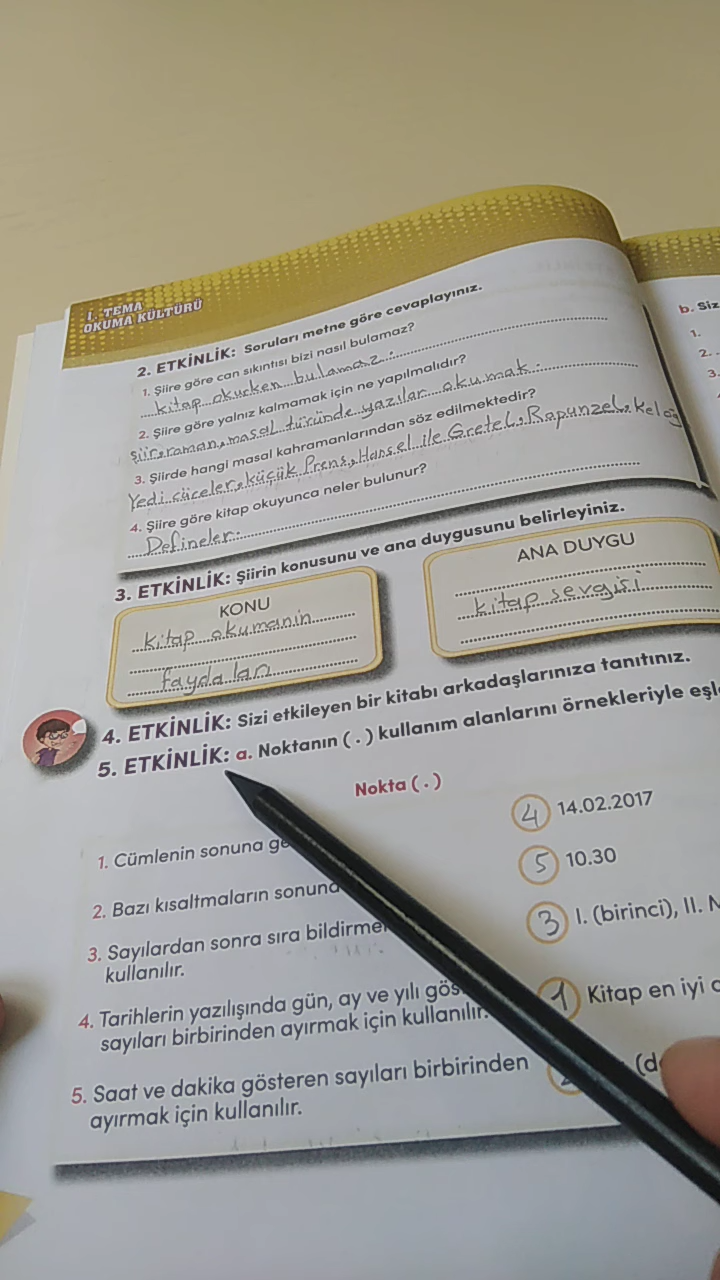 I. TEMA
OKUMA KÜLTÜRÜ
2. ETKİNLİK: Soruları metne göre cevaplayınız.
1. Şiire göre can sıkıntısı bizi nasıl bulamaz?
kitap okurken bulamaz.
2. Şiire göre yalnız kalmamak için ne yapılmalıdır?
şiir, roman, masal türünde yazılar okumak.
3. Şiirde hangi masal kahramanlarından söz edilmektedir?
Yedi cüceler, küçük Prens, Hansel ile Gretel, Rapunzel,
4. Şiire göre kitap okuyunca neler bulunur?
Defineler.
3. ETKİNLİK: Şiirin konusunu ve ana duygusunu belirleyiniz.
KONU
kitap okumanın
faydaları
ANA DUYGU
kitap sevgisi
4. ETKİNLİK: Sizi etkileyen bir kitabı arkadaşlarınıza tanıtınız.
5. ETKİNLİK: a. Noktanın ( . ) kullanım alanlarını örnekleriyle
Nokta ( . )
1. Cümlenin sonuna
2. Bazı kısaltmaların
3. Sayılardan sonra sıra
kullanılır.
4. Tarihlerin yazılışında gün, ay ve yılı
sayıları birbirinden ayırmak için kullanılır.
5. Saat ve dakika gösteren sayıları birbirinden
ayırmak için kullanılır.
4 14.02.2017
5 10.30
3 I. (birinci), II.
1 Kitap en iyi
b. Siz
1.
2.
3.